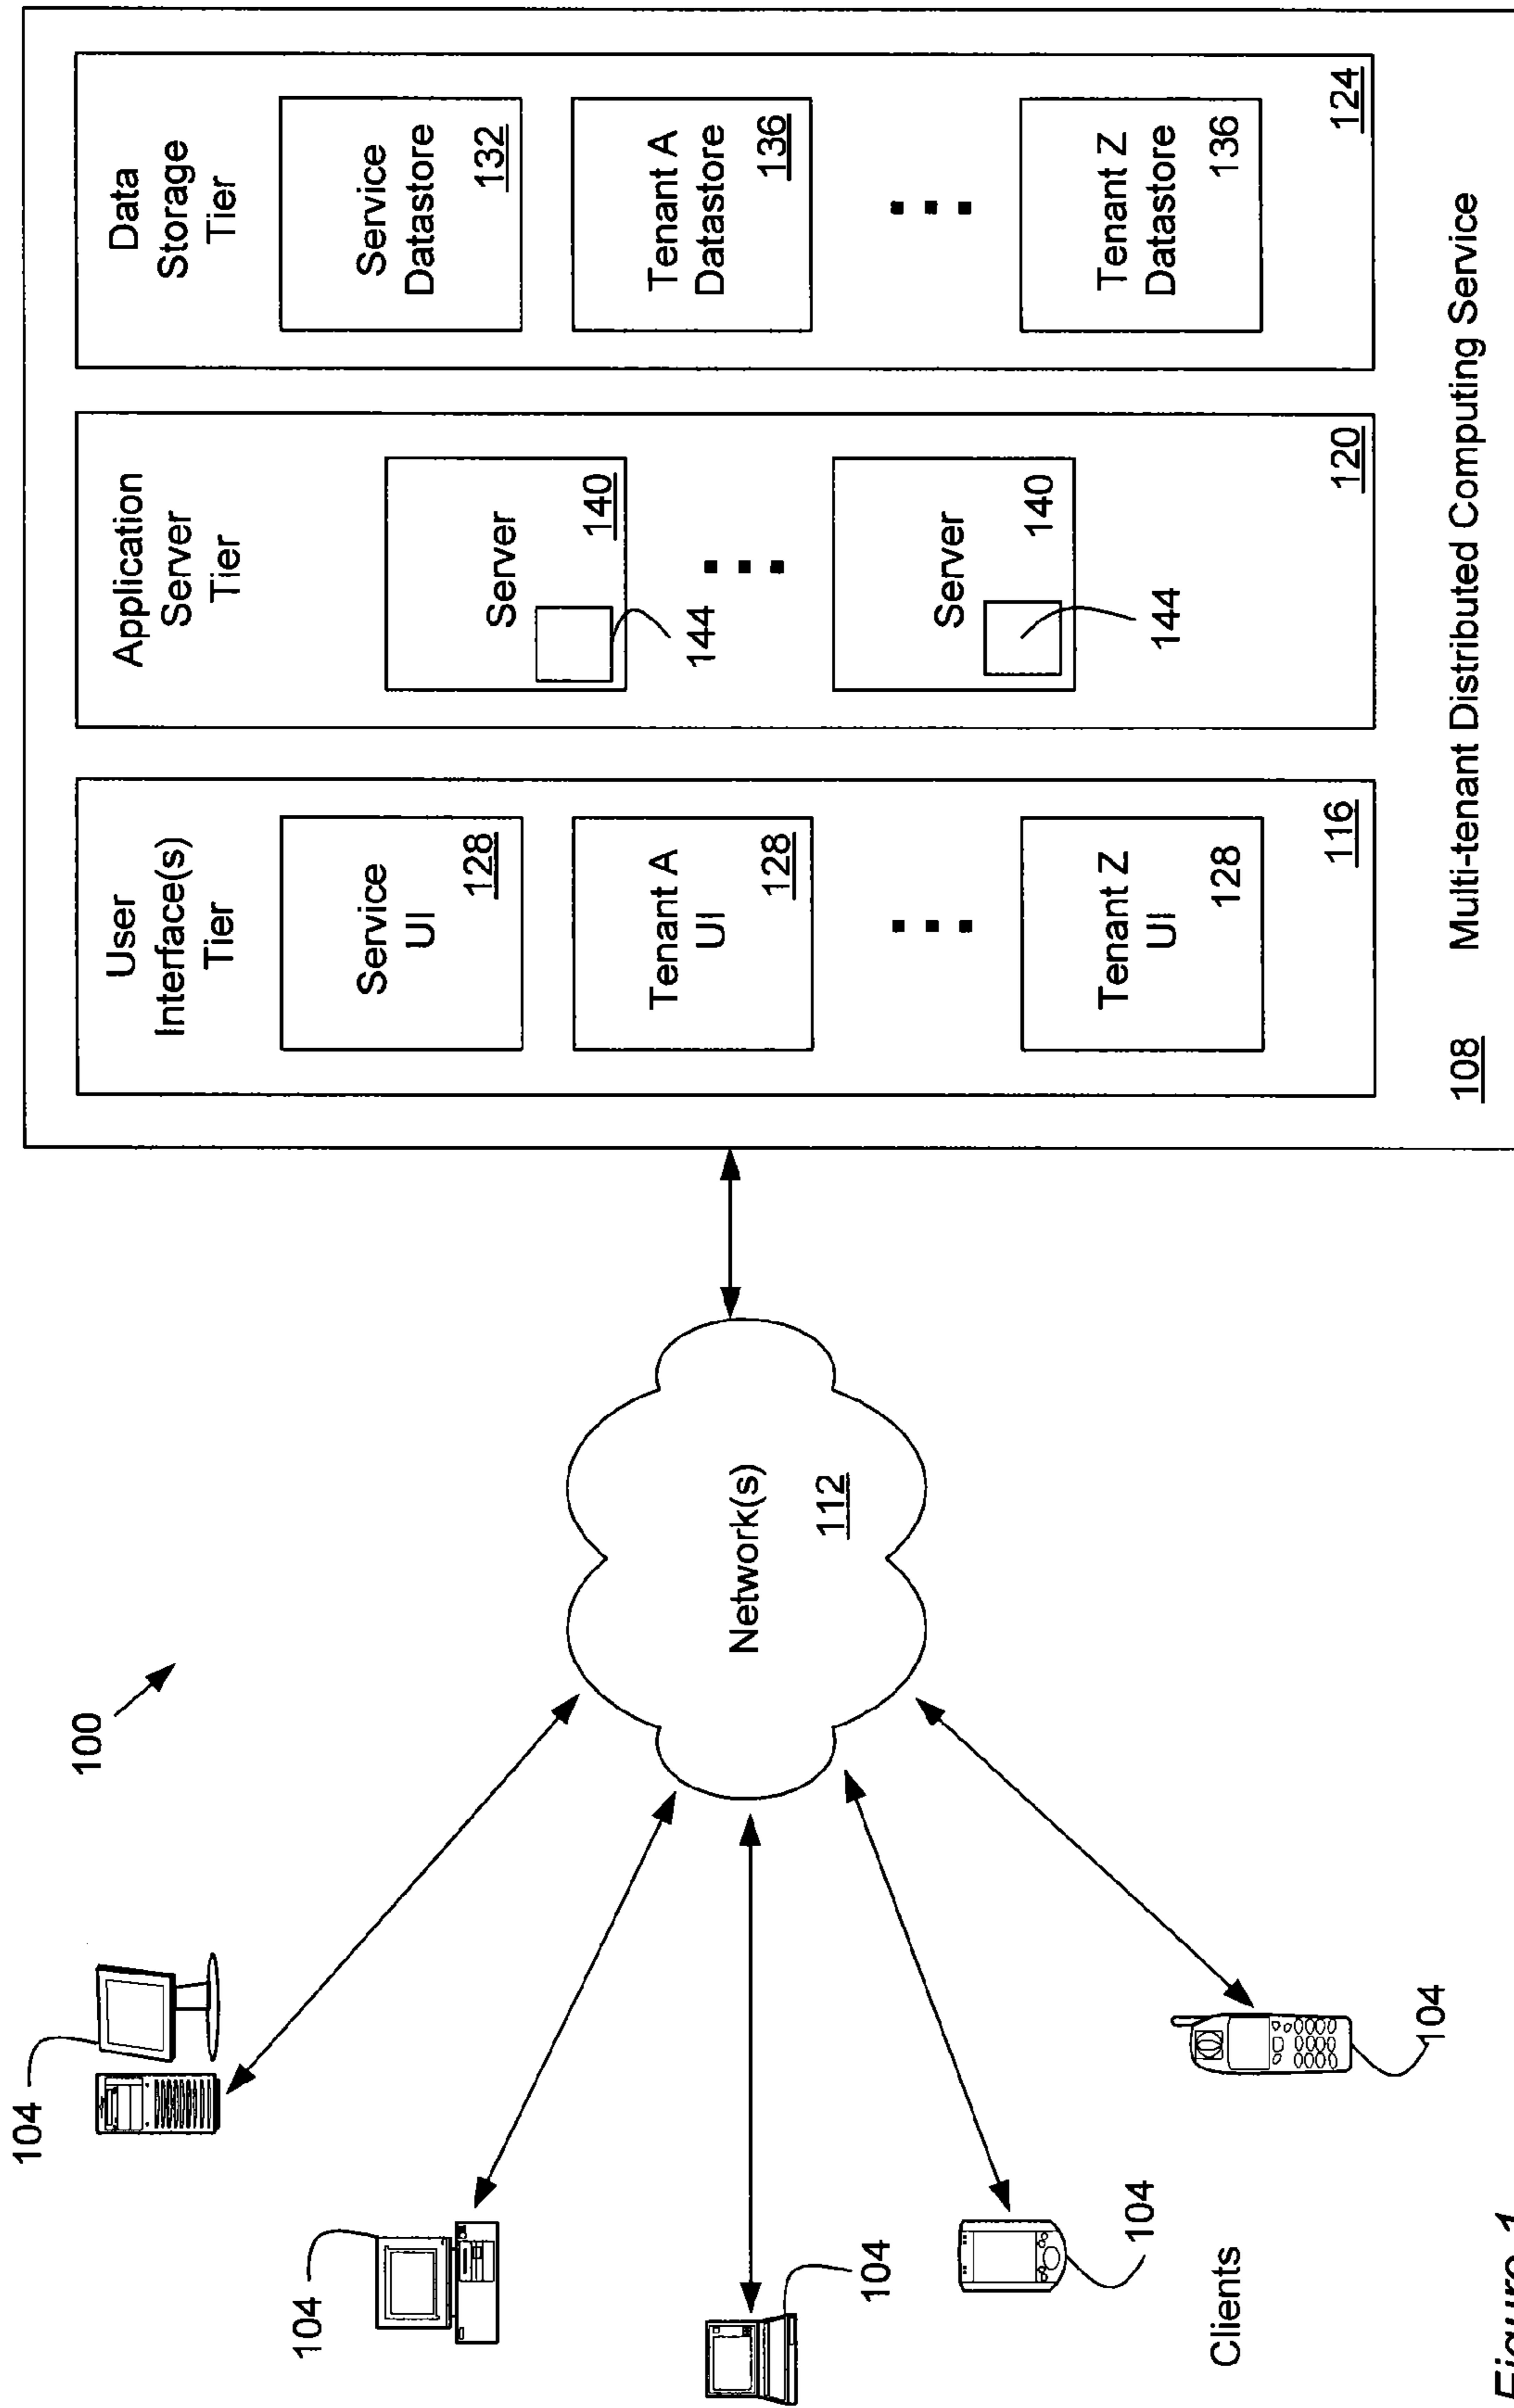 100
104
104
104
104
104
Clients
Network(s)
112
User
Interface(s)
Tier
Service
UI
128
Tenant A
UI
128
Tenant Z
UI
128
116
Application
Server
Tier
Server
140
144
Server
140
144
120
Data
Storage
Tier
Service
Datastore
132
Tenant A
Datastore
136
Tenant Z
Datastore
136
124
108 Multi-tenant Distributed Computing Service
Figure 1